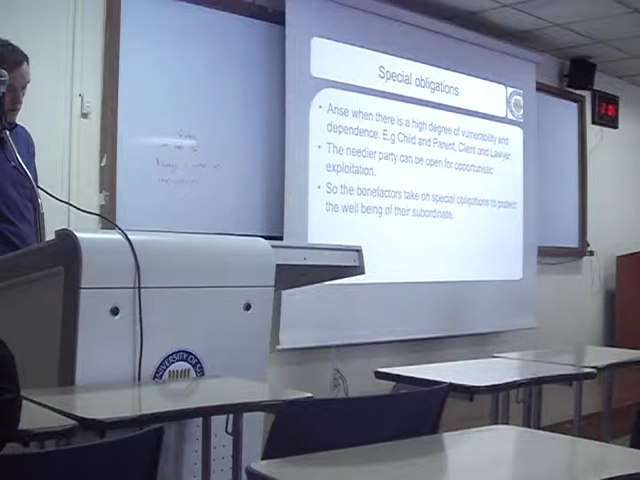 Special obligations
• Arise when there is a high degree of vulnerability and
dependence. E.g Child and Parent, Client and Lawyer.
• The needier party can be open for opportunistic
exploitation.
• So the benefactors take on special obligations to protect
the well being of their subordinate.
UNIVERSITY OF